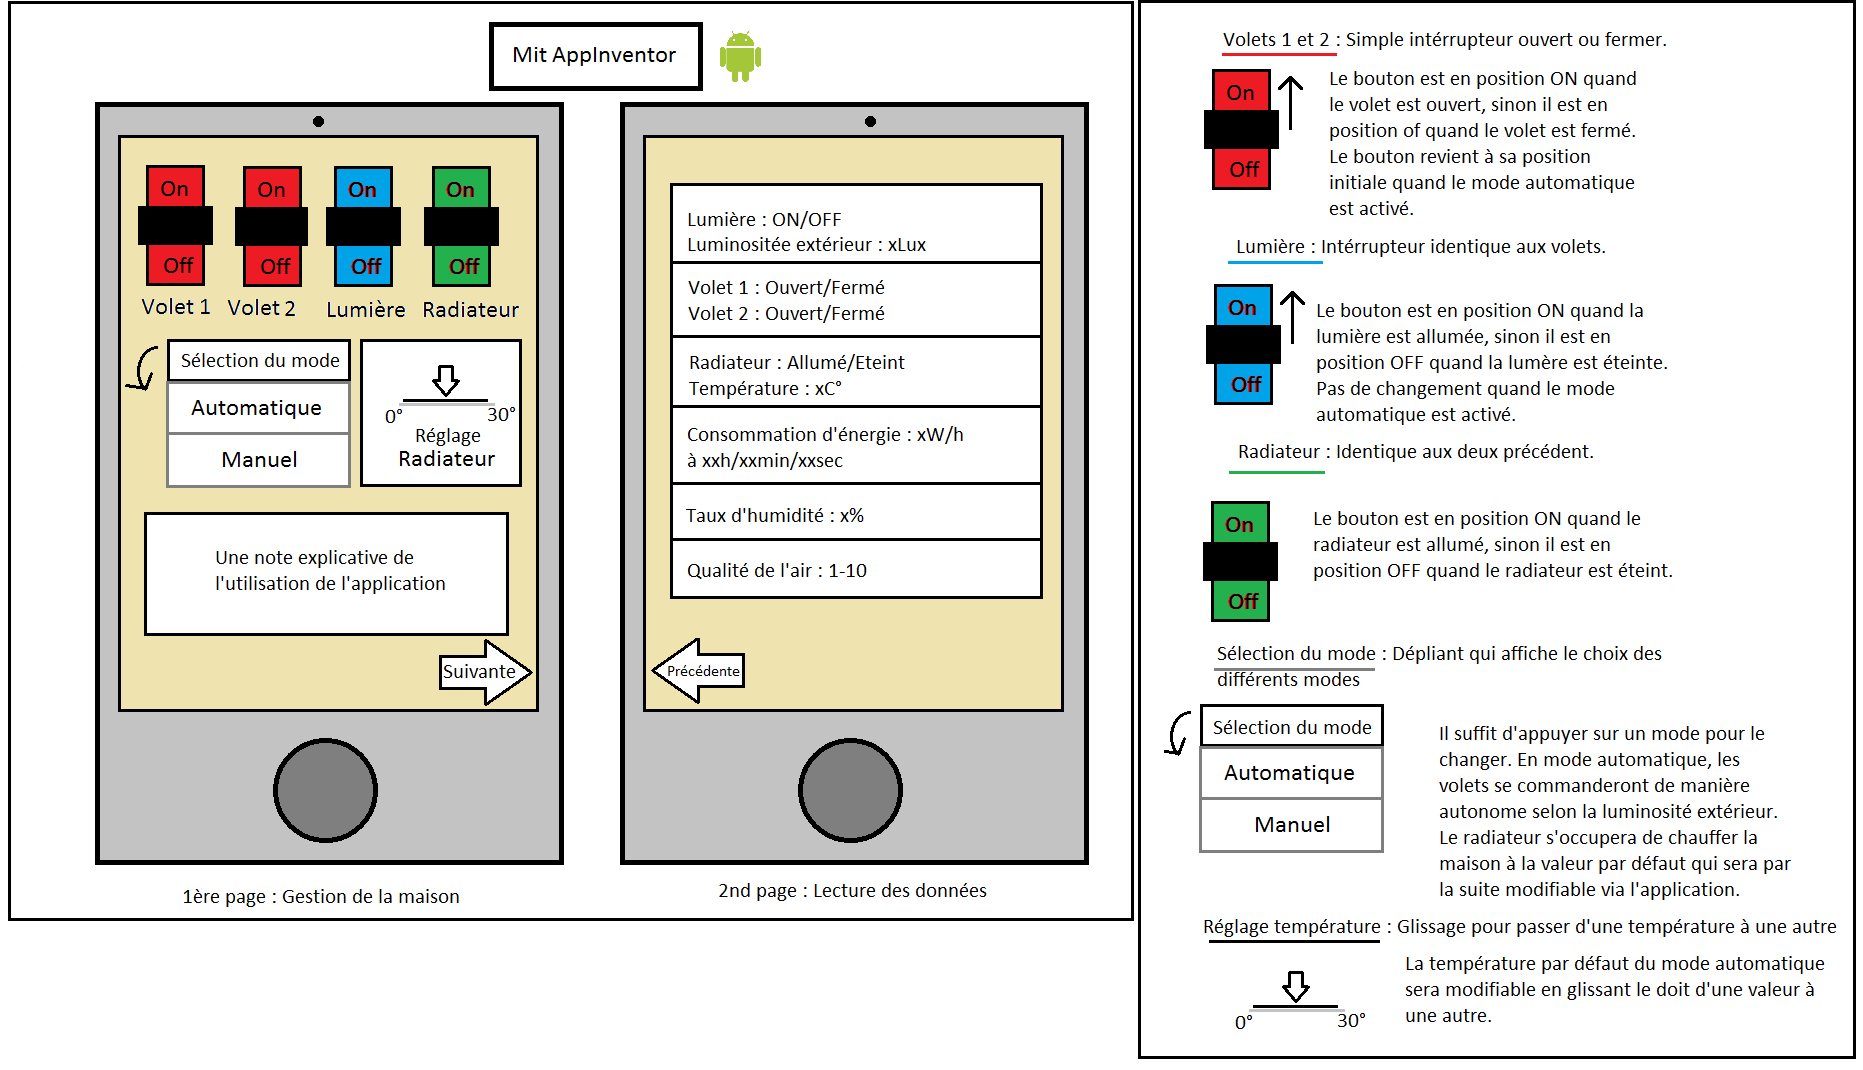 Mit AppInventor
On
On
On
On
Off
Off
Off
Off
Volet 1
Volet 2
Lumière
Radiateur
Sélection du mode
Automatique
Manuel
0°
30°
Réglage
Radiateur
Une note explicative de
l'utilisation de l'application
Suivante
1ère page : Gestion de la maison
Lumière : ON/OFF
Luminositée extérieur : xLux
Volet 1 : Ouvert/Fermé
Volet 2 : Ouvert/Fermé
Radiateur : Allumé/Eteint
Température : xC°
Consommation d'énergie : xW/h
à xxh/xxmin/xxsec
Taux d'humidité : x%
Qualité de l'air : 1-10
Précédente
2nd page : Lecture des données
Volets 1 et 2 : Simple intérrupteur ouvert ou fermer.
On
Off
Le bouton est en position ON quand
le volet est ouvert, sinon il est en
position of quand le volet est fermé.
Le bouton revient à sa position
initiale quand le mode automatique
est activé.
Lumière : Intérrupteur identique aux volets.
On
Off
Le bouton est en position ON quand la
lumière est allumée, sinon il est en
position OFF quand la lumère est éteinte.
Pas de changement quand le mode
automatique est activé.
Radiateur : Identique aux deux précédent.
On
Off
Le bouton est en position ON quand le
radiateur est allumé, sinon il est en
position OFF quand le radiateur est éteint.
Sélection du mode : Dépliant qui affiche le choix des
différents modes
Sélection du mode
Automatique
Manuel
Il suffit d'appuyer sur un mode pour le
changer. En mode automatique, les
volets se commanderont de manière
autonome selon la luminosité extérieur.
Le radiateur s'occupera de chauffer la
maison à la valeur par défaut qui sera par
la suite modifiable via l'application.
Réglage température : Glissage pour passer d'une température à une autre
0°
30°
La température par défaut du mode automatique
sera modifiable en glissant le doit d'une valeur à
une autre.